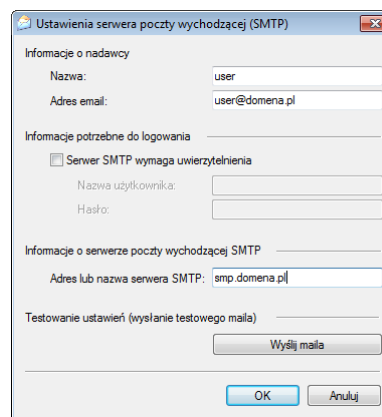 Ustawienia serwera poczty wychodzącej (SMTP)
Informacje o nadawcy
Nazwa: user
Adres email: user@domena.pl
Informacje potrzebne do logowania
Serwer SMTP wymaga uwierzytelnienia
Nazwa użytkownika:
Hasło:
Informacje o serwerze poczty wychodzącej SMTP
Adres lub nazwa serwera SMTP: smp.domena.pl
Testowanie ustawień (wysłanie testowego maila)
Wyślij maila
OK Anuluj